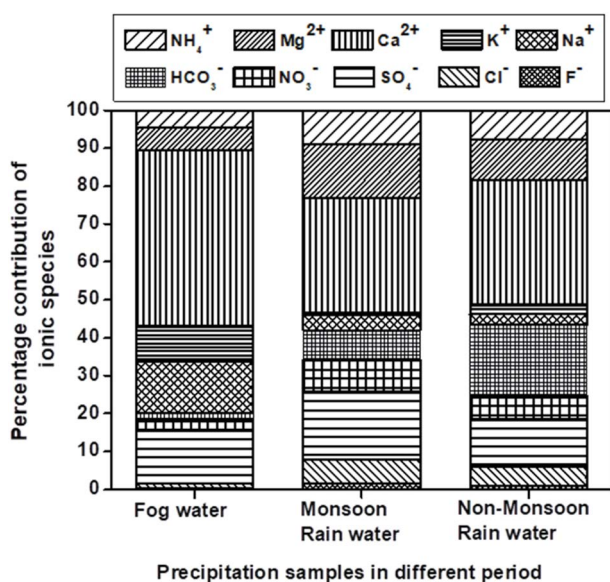 NH₄⁺ Mg²⁺ Ca²⁺ K⁺ Na⁺
HCO₃⁻ NO₃⁻ SO₄⁻ Cl⁻ F⁻
Percentage contribution of
ionic species
100
90
80
70
60
50
40
30
20
10
0
Fog water Monsoon Non-Monsoon
Rain water Rain water
Precipitation samples in different period